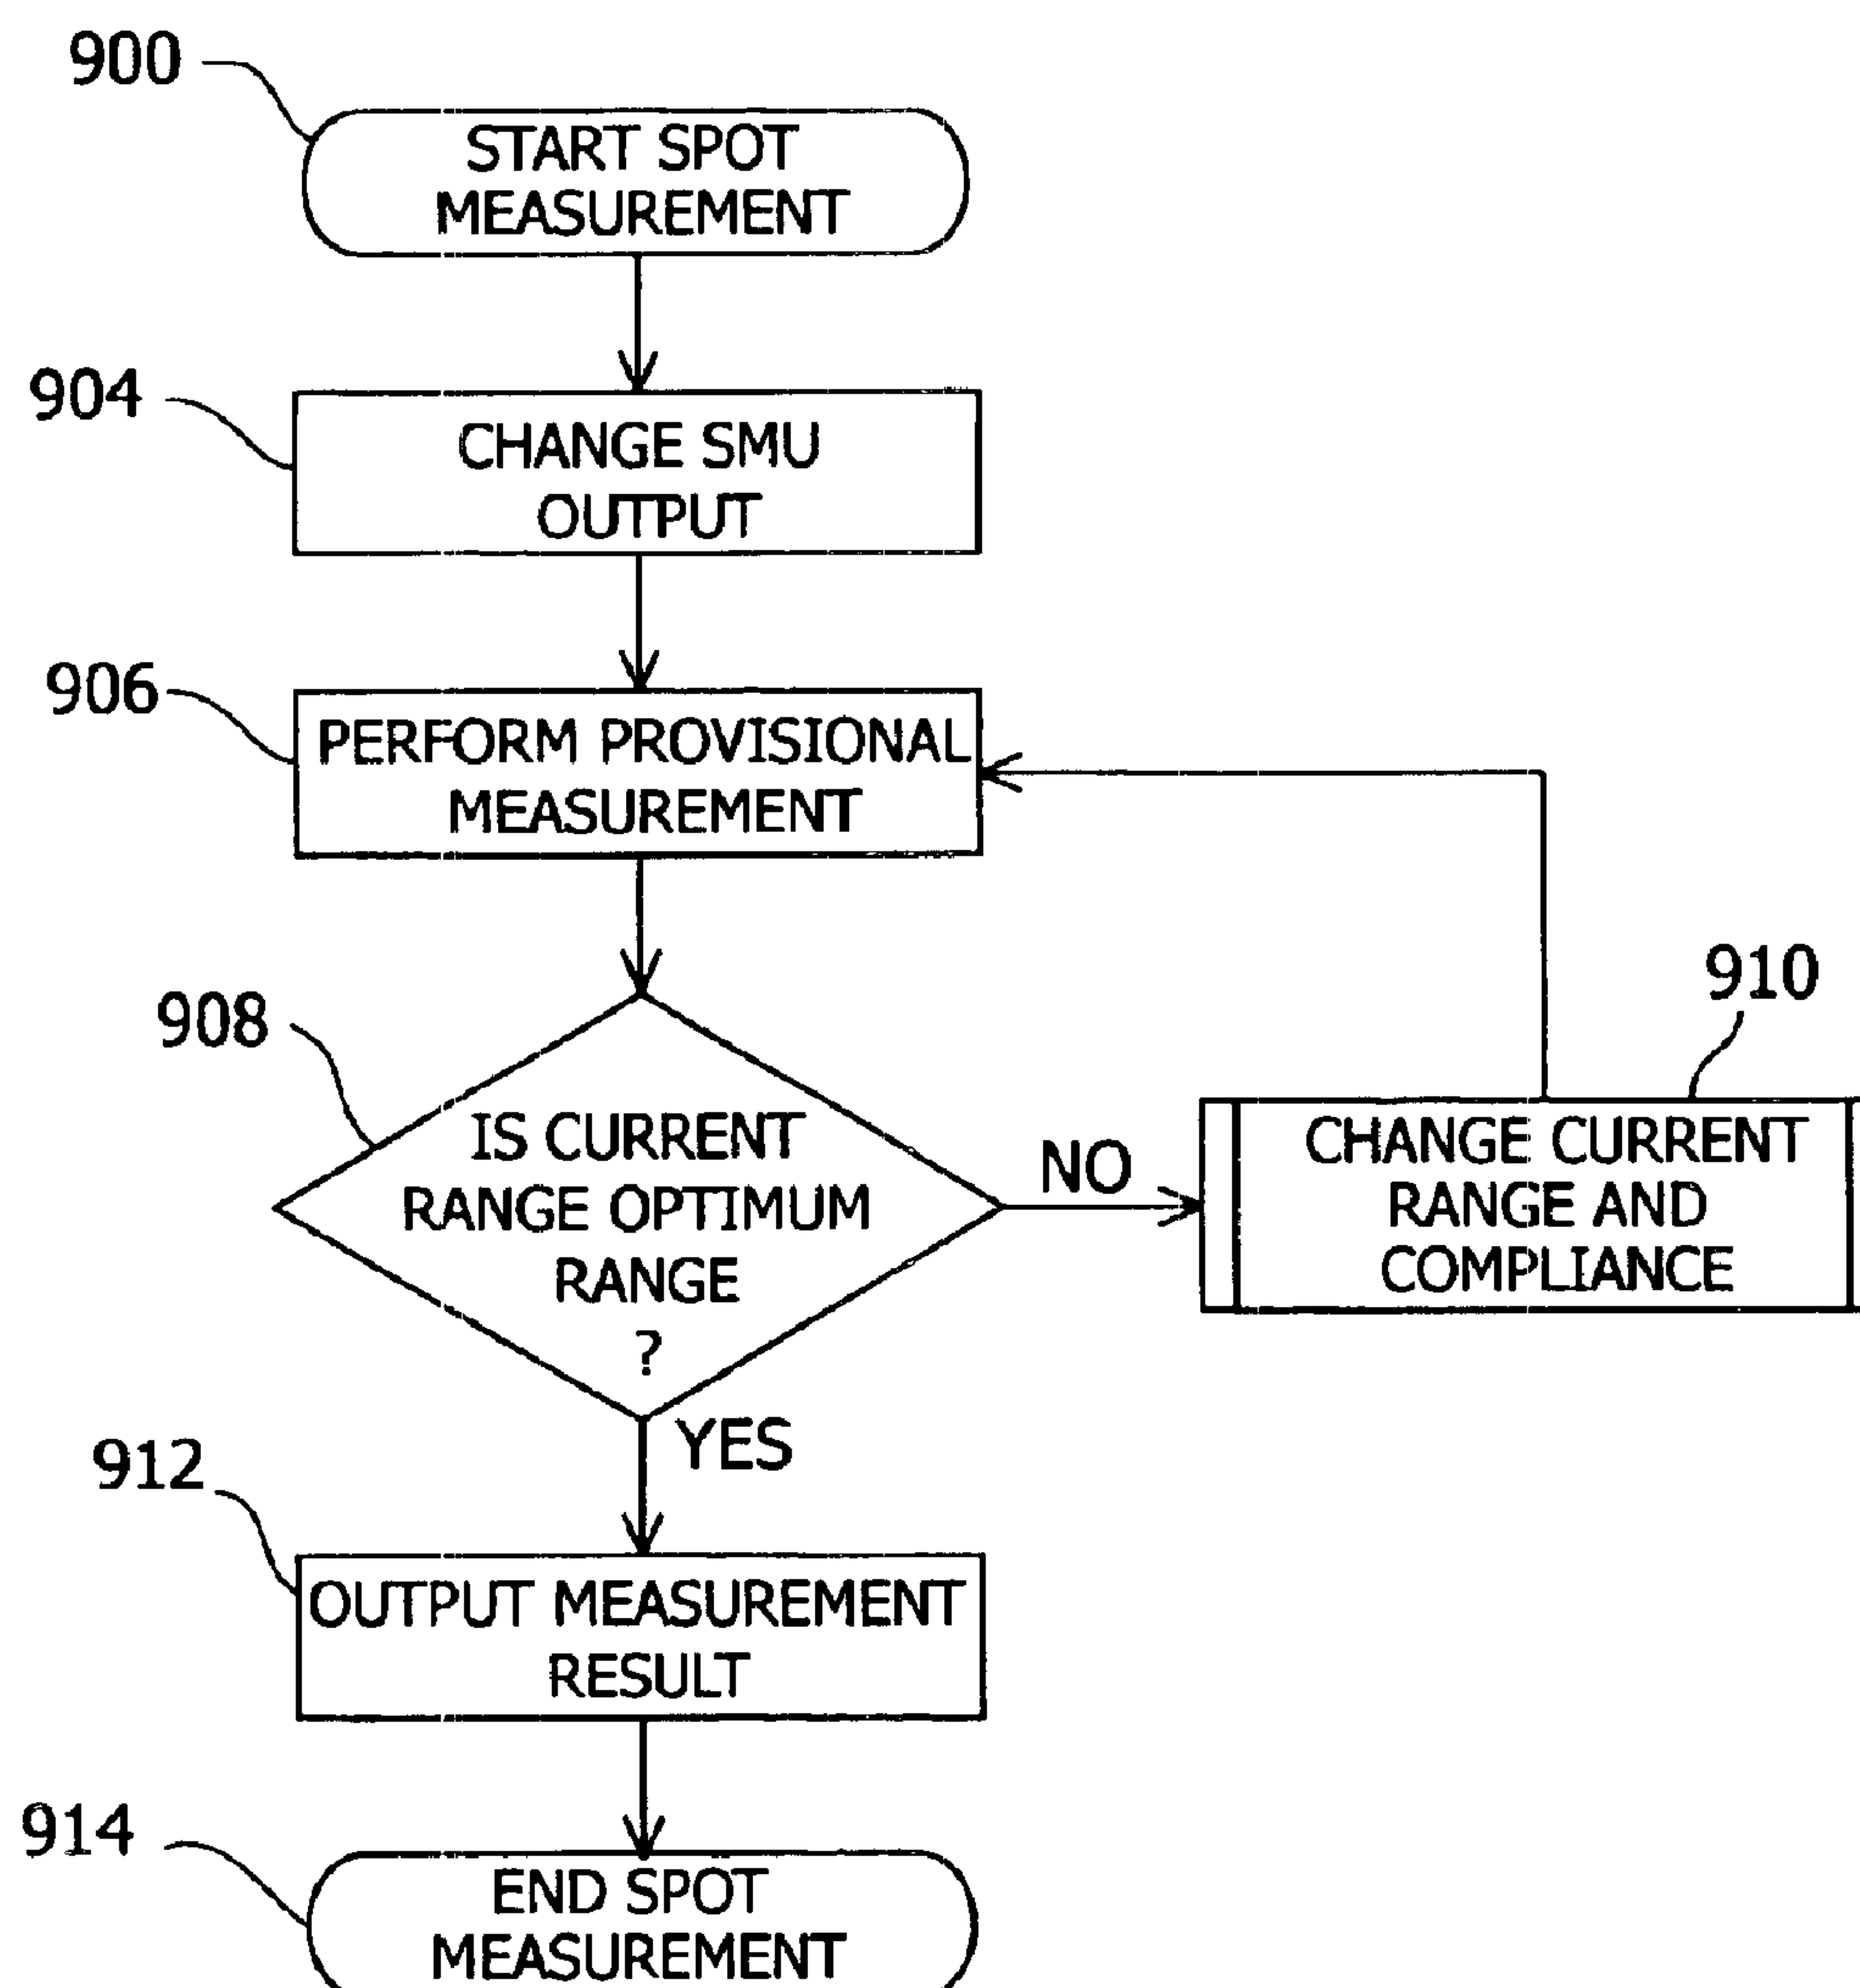 900
START SPOT
MEASUREMENT
904
CHANGE SMU
OUTPUT
906
PERFORM PROVISIONAL
MEASUREMENT
908
IS CURRENT
RANGE OPTIMUM
RANGE
?
NO
910
CHANGE CURRENT
RANGE AND
COMPLIANCE
YES
912
OUTPUT MEASUREMENT
RESULT
914
END SPOT
MEASUREMENT